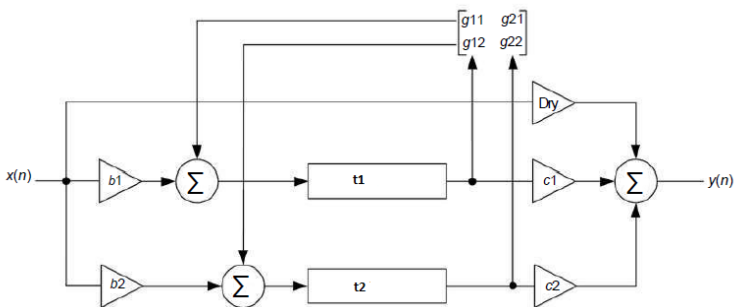 g11 g21
g12 g22
Dry
x(n)
b1
Σ
t1
c1
Σ
y(n)
b2
Σ
t2
c2